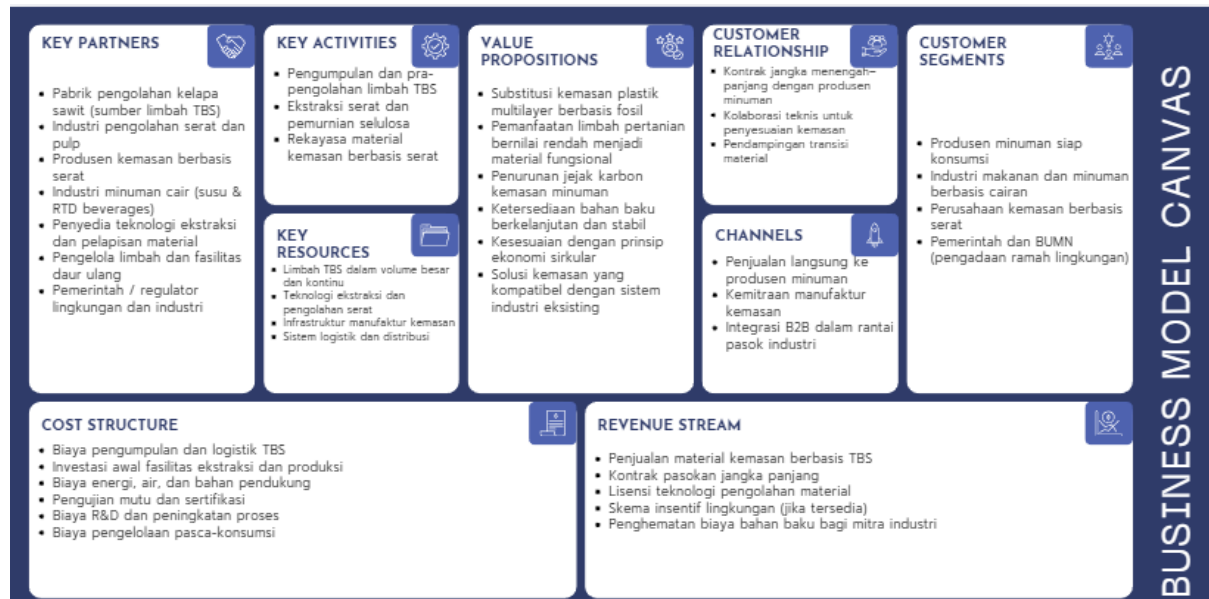 KEY PARTNERS
• Pabrik pengolahan kelapa
sawit (sumber limbah TBS)
• Industri pengolahan serat dan
pulp
• Produsen kemasan berbasis
serat
• Industri minuman cair (susu &
RTD beverages)
• Penyedia teknologi ekstraksi
dan pelapisan material
• Pengelola limbah dan fasilitas
daur ulang
• Pemerintah / regulator
lingkungan dan industri
KEY ACTIVITIES
• Pengumpulan dan pra-
pengolahan limbah TBS
• Ekstraksi serat dan
pemurnian selulosa
• Rekayasa material
kemasan berbasis serat
KEY
RESOURCES
• Limbah TBS dalam volume besar
dan kontinu
• Teknologi ekstraksi dan
pengolahan serat
• Infrastruktur manufaktur kemasan
• Sistem logistik dan distribusi
VALUE
PROPOSITIONS
• Substitusi kemasan plastik
multilayer berbasis fosil
• Pemanfaatan limbah pertanian
bernilai rendah menjadi
material fungsional
• Penurunan jejak karbon
kemasan minuman
• Ketersediaan bahan baku
berkelanjutan dan stabil
• Kesesuaian dengan prinsip
ekonomi sirkular
• Solusi kemasan yang
kompatibel dengan sistem
industri eksisting
CUSTOMER
RELATIONSHIP
• Kontrak jangka menengah–
panjang dengan produsen
minuman
• Kolaborasi teknis untuk
penyesuaian kemasan
• Pendampingan transisi
material
CHANNELS
• Penjualan langsung ke
produsen minuman
• Kemitraan manufaktur
kemasan
• Integrasi B2B dalam rantai
pasok industri
CUSTOMER
SEGMENTS
• Produsen minuman siap
konsumsi
• Industri makanan dan minuman
berbasis cairan
• Perusahaan kemasan berbasis
serat
• Pemerintah dan BUMN
(pengadaan ramah lingkungan)
COST STRUCTURE
• Biaya pengumpulan dan logistik TBS
• Investasi awal fasilitas ekstraksi dan produksi
• Biaya energi, air, dan bahan pendukung
• Pengujian mutu dan sertifikasi
• Biaya R&D dan peningkatan proses
• Biaya pengelolaan pasca-konsumsi
REVENUE STREAM
• Penjualan material kemasan berbasis TBS
• Kontrak pasokan jangka panjang
• Lisensi teknologi pengolahan material
• Skema insentif lingkungan (jika tersedia)
• Penghematan biaya bahan baku bagi mitra industri
BUSINESS MODEL CANVAS